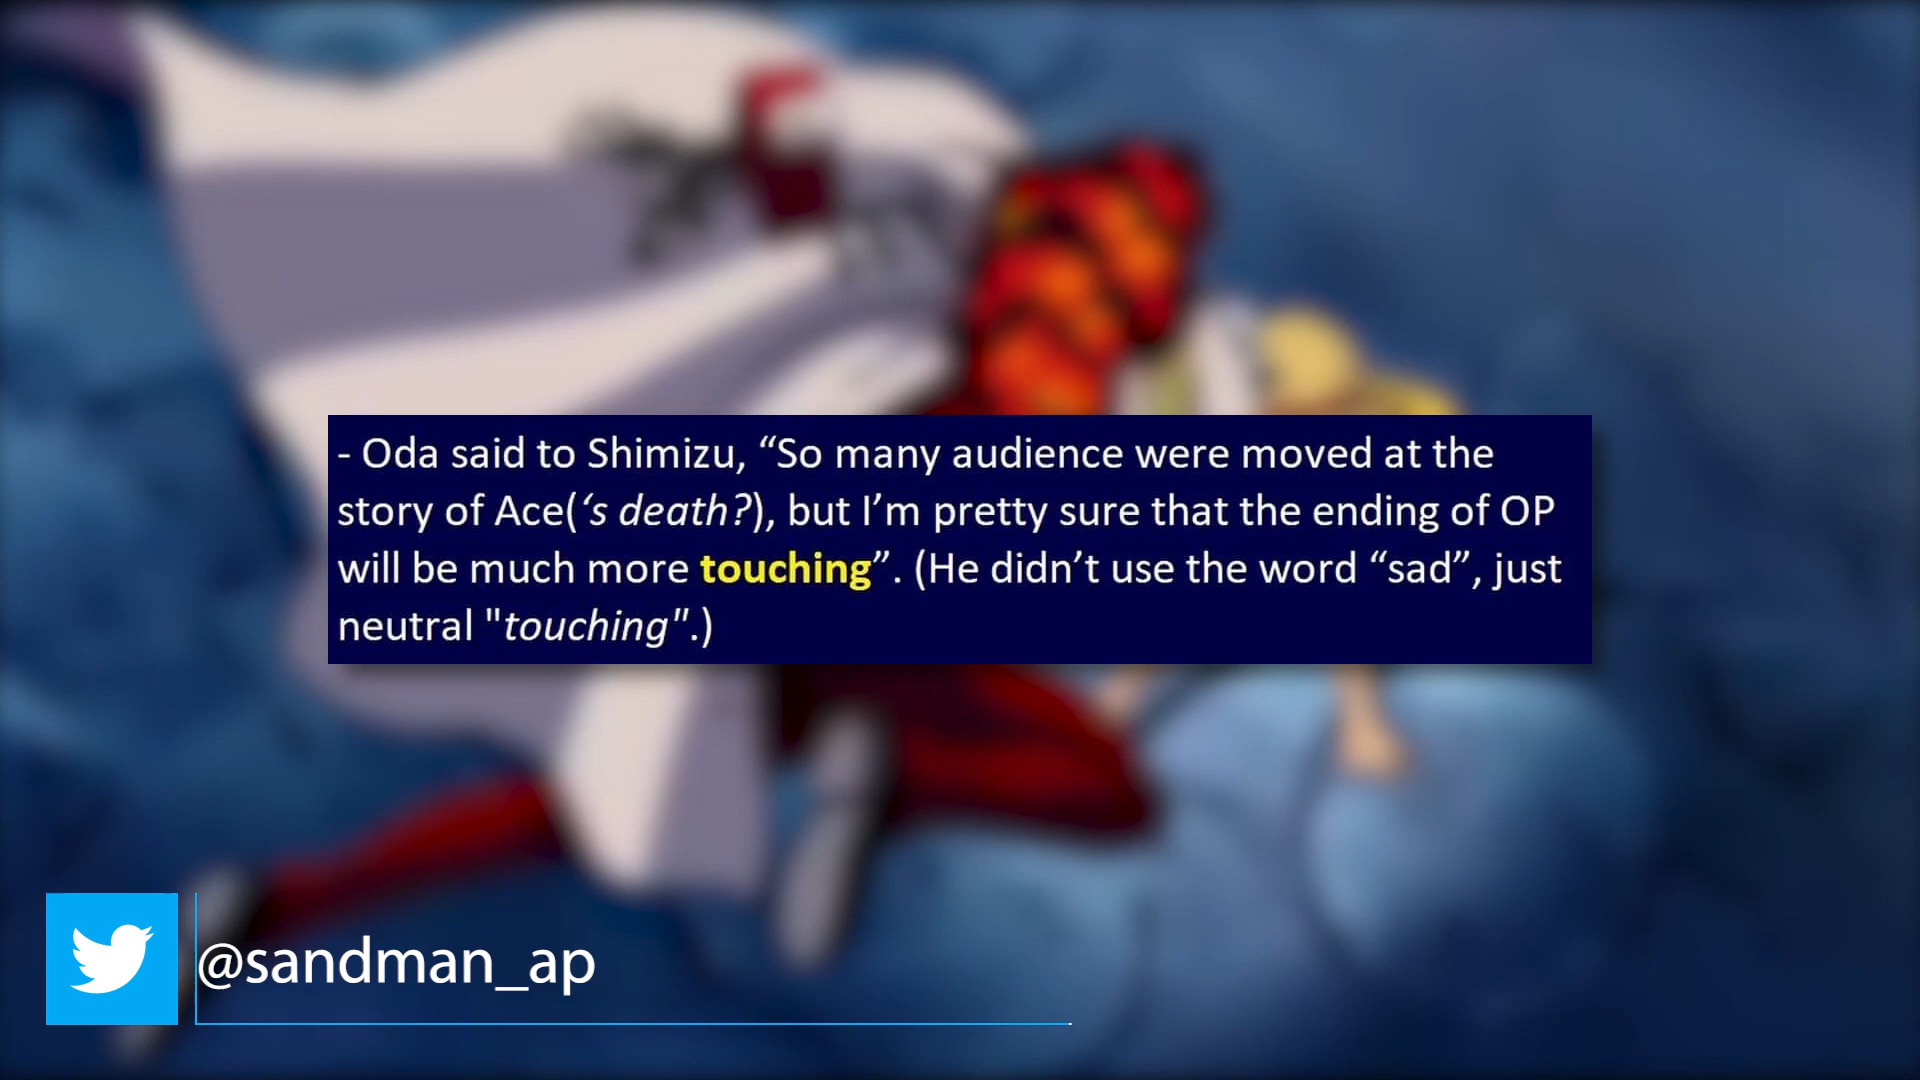 - Oda said to Shimizu, “So many audience were moved at the
story of Ace(‘s death?), but I’m pretty sure that the ending of OP
will be much more touching”. (He didn’t use the word “sad”, just
neutral "touching".)
@sandman_ap